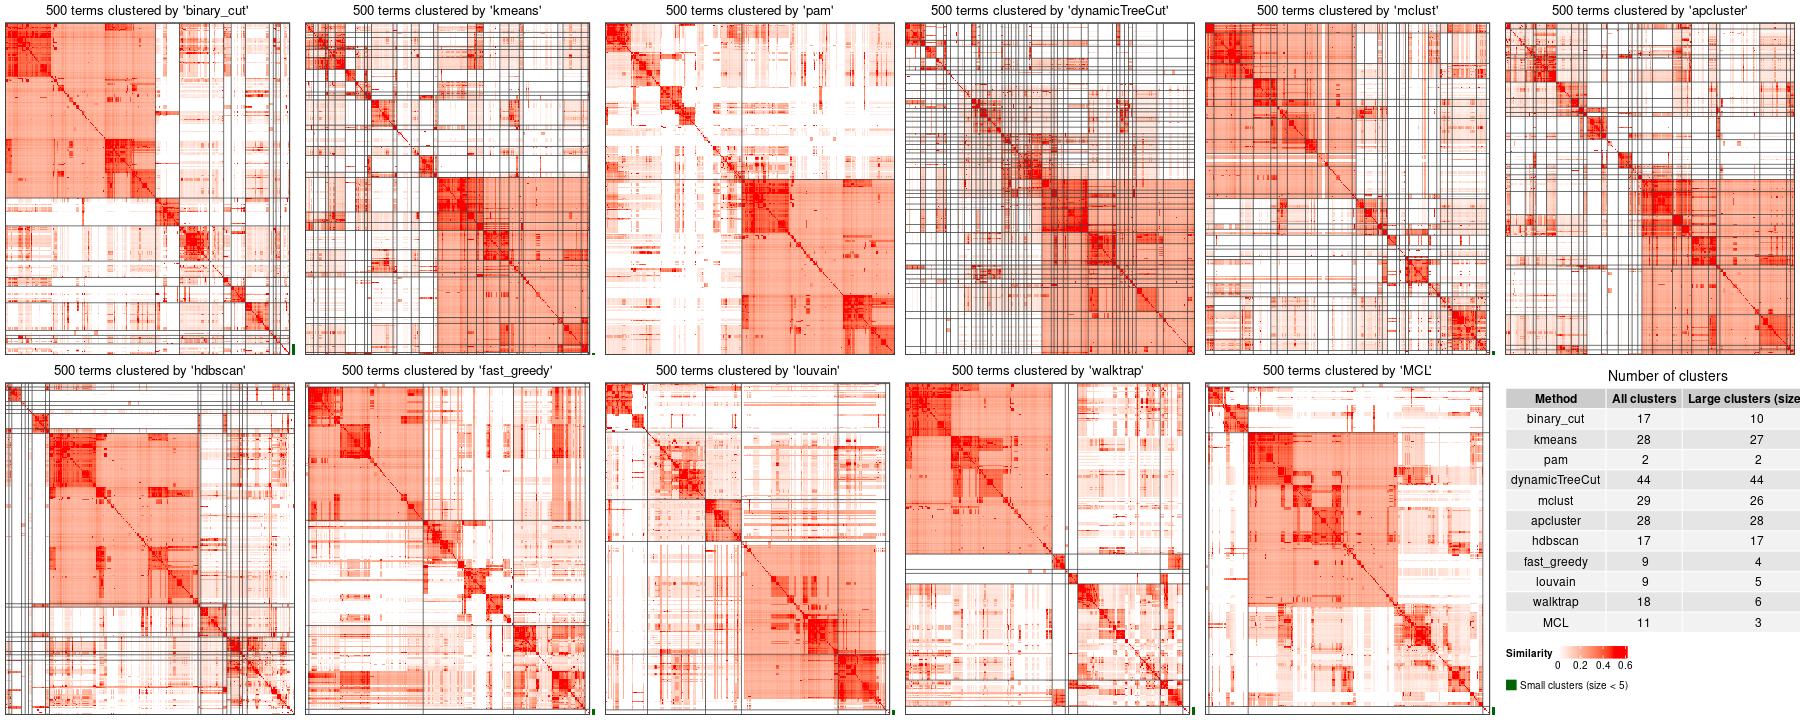 500 terms clustered by 'binary_cut'
500 terms clustered by 'kmeans'
500 terms clustered by 'pam'
500 terms clustered by 'dynamicTreeCut'
500 terms clustered by 'mclust'
500 terms clustered by 'apcluster'
500 terms clustered by 'hdbscan'
500 terms clustered by 'fast_greedy'
500 terms clustered by 'louvain'
500 terms clustered by 'walktrap'
500 terms clustered by 'MCL'
Number of clusters
Method All clusters Large clusters (size
binary_cut 17 10
kmeans 28 27
pam 2 2
dynamicTreeCut 44 44
mclust 29 26
apcluster 28 28
hdbscan 17 17
fast_greedy 9 4
louvain 9 5
walktrap 18 6
MCL 11 3
Similarity
0 0.2 0.4 0.6
Small clusters (size < 5)